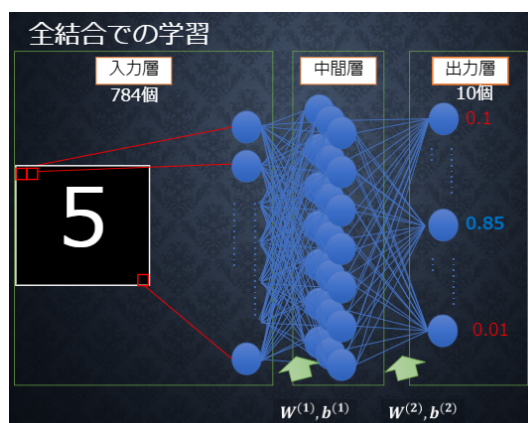 全結合での学習
入力層
784個
中間層
出力層
10個
0.1
5
0.85
0.01
W⁽¹⁾, b⁽¹⁾
W⁽²⁾, b⁽²⁾